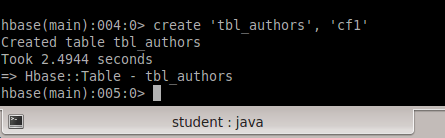 hbase(main):004:0> create 'tbl_authors', 'cf1'
Created table tbl_authors
Took 2.4944 seconds
=> Hbase::Table - tbl_authors
hbase(main):005:0>
student : java